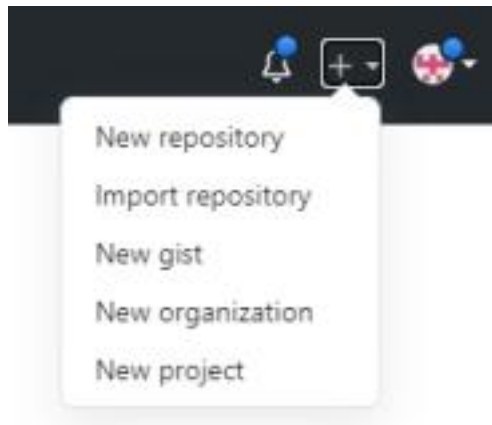 New repository
Import repository
New gist
New organization
New project